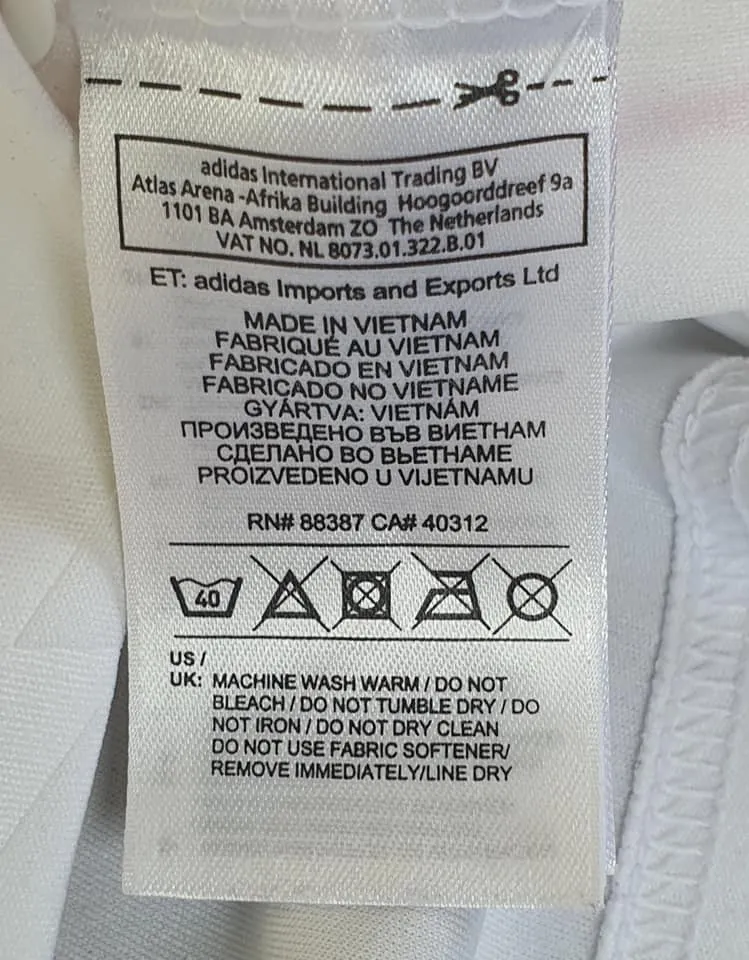 adidas International Trading BV
Atlas Arena -Afrika Building Hoogoorddreef 9a
1101 BA Amsterdam ZO The Netherlands
VAT NO. NL 8073.01.322.B.01
ET: adidas Imports and Exports Ltd
MADE IN VIETNAM
FABRIQUÉ AU VIETNAM
FABRICADO EN VIETNAM
FABRICADO NO VIETNAME
GYÁRTVA: VIETNÁM
ПРОИЗВЕДЕНО ВЪВ ВИЕТНАМ
СДЕЛАНО ВО ВЬЕТНАМЕ
PROIZVEDENO U VIJETNAMU
RN# 88387 CA# 40312
40
US /
UK: MACHINE WASH WARM / DO NOT
BLEACH / DO NOT TUMBLE DRY / DO
NOT IRON / DO NOT DRY CLEAN
DO NOT USE FABRIC SOFTENER/
REMOVE IMMEDIATELY/LINE DRY